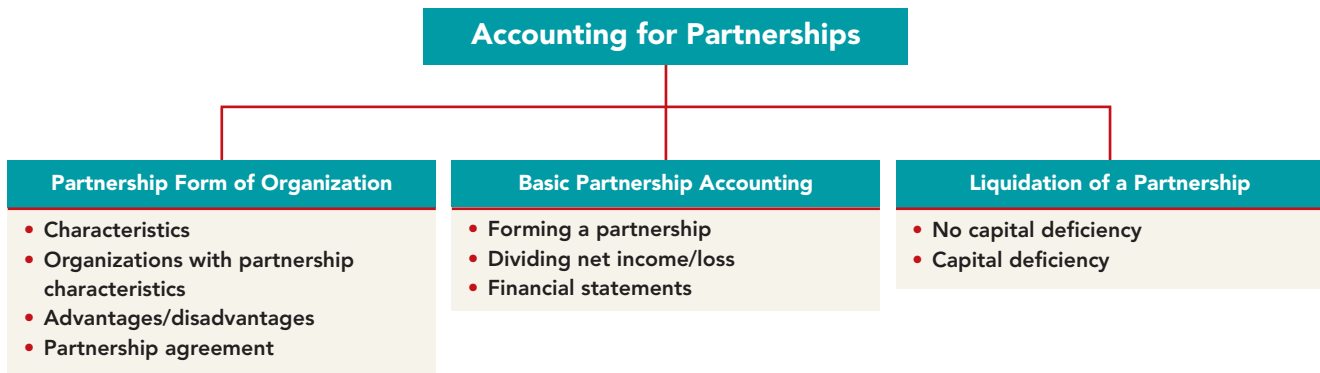 Accounting for Partnerships
Partnership Form of Organization
• Characteristics
• Organizations with partnership
characteristics
• Advantages/disadvantages
• Partnership agreement
Basic Partnership Accounting
• Forming a partnership
• Dividing net income/loss
• Financial statements
Liquidation of a Partnership
• No capital deficiency
• Capital deficiency